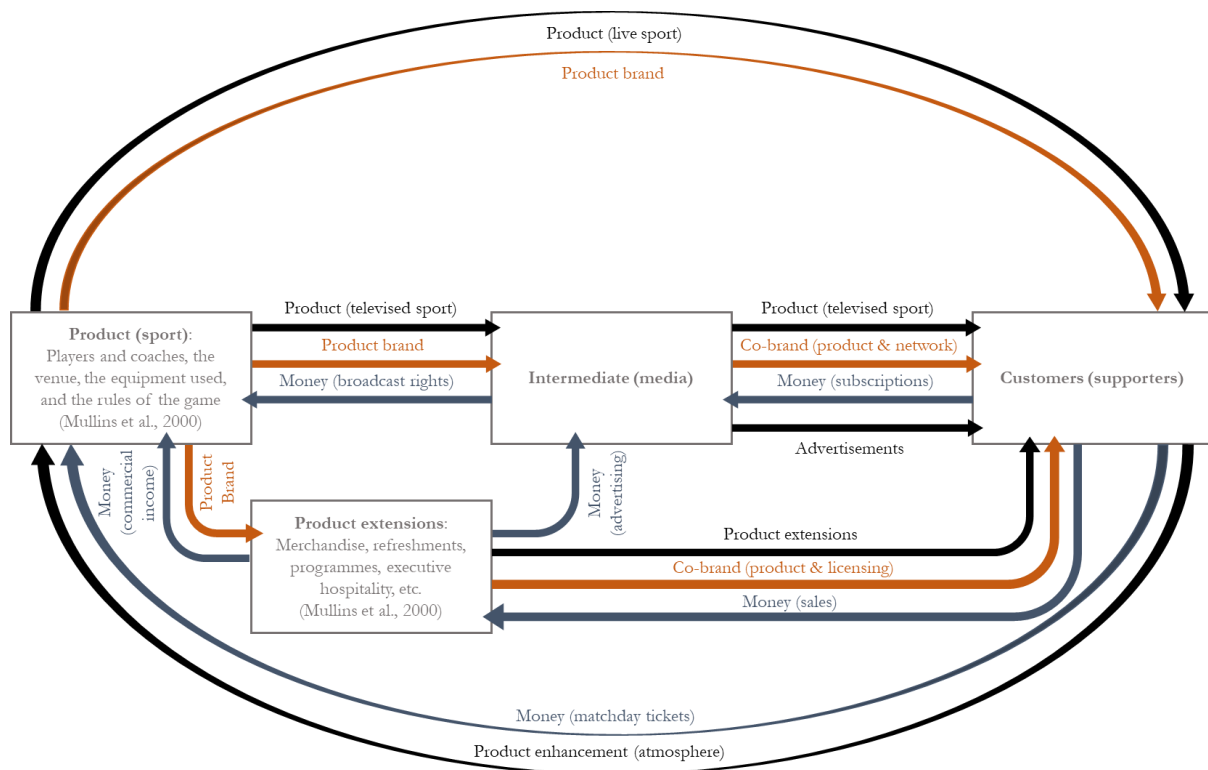 Product (live sport)
Product brand
Product (televised sport)
Product (televised sport)
Product (sport):
Players and coaches, the
venue, the equipment used,
and the rules of the game
(Mullins et al., 2000)
Product brand
Money (broadcast rights)
Intermediate (media)
Co-brand (product & network)
Money (subscriptions)
Customers (supporters)
Advertisements
Money
(commercial
income)
Product
Brand
Money
(advertising)
Product extensions:
Merchandise, refreshments,
programmes, executive
hospitality, etc.
(Mullins et al., 2000)
Product extensions
Co-brand (product & licensing)
Money (sales)
Money (matchday tickets)
Product enhancement (atmosphere)